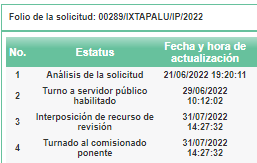 Folio de la solicitud: 00289/IXTAPALU/IP/2022
No. Estatus Fecha y hora de
actualización
1 Análisis de la solicitud 21/06/2022 19:20:11
2 Turno a servidor público
habilitado 29/06/2022
10:12:02
3 Interposición de recurso de
revisión 31/07/2022
14:27:32
4 Turnado al comisionado
ponente 31/07/2022
14:27:32